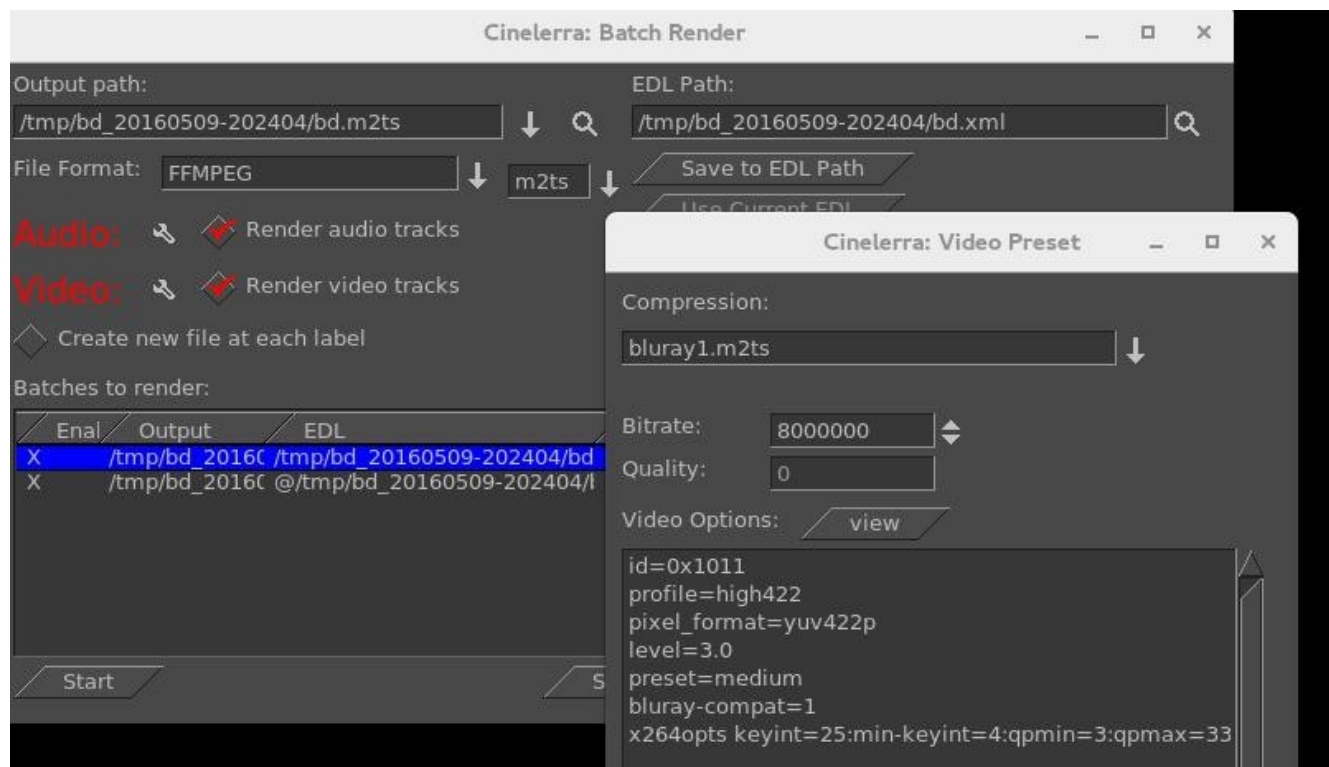 Cinelerra: Batch Render
Output path:
/tmp/bd_20160509-202404/bd.m2ts
EDL Path:
/tmp/bd_20160509-202404/bd.xml
File Format:
FFMPEG
m2ts
Save to EDL Path
Use Current EDL
Audio:
Render audio tracks
Video:
Render video tracks
Create new file at each label
Batches to render:
Enal Output EDL
X /tmp/bd_2016( /tmp/bd_20160509-202404/bd
X /tmp/bd_2016( @/tmp/bd_20160509-202404/
Start
S
Cinelerra: Video Preset
Compression:
bluray1.m2ts
Bitrate:
8000000
Quality:
0
Video Options:
view
id=0x1011
profile=high422
pixel_format=yuv422p
level=3.0
preset=medium
bluray-compat=1
x264opts keyint=25:min-keyint=4:qpmin=3:qpmax=33